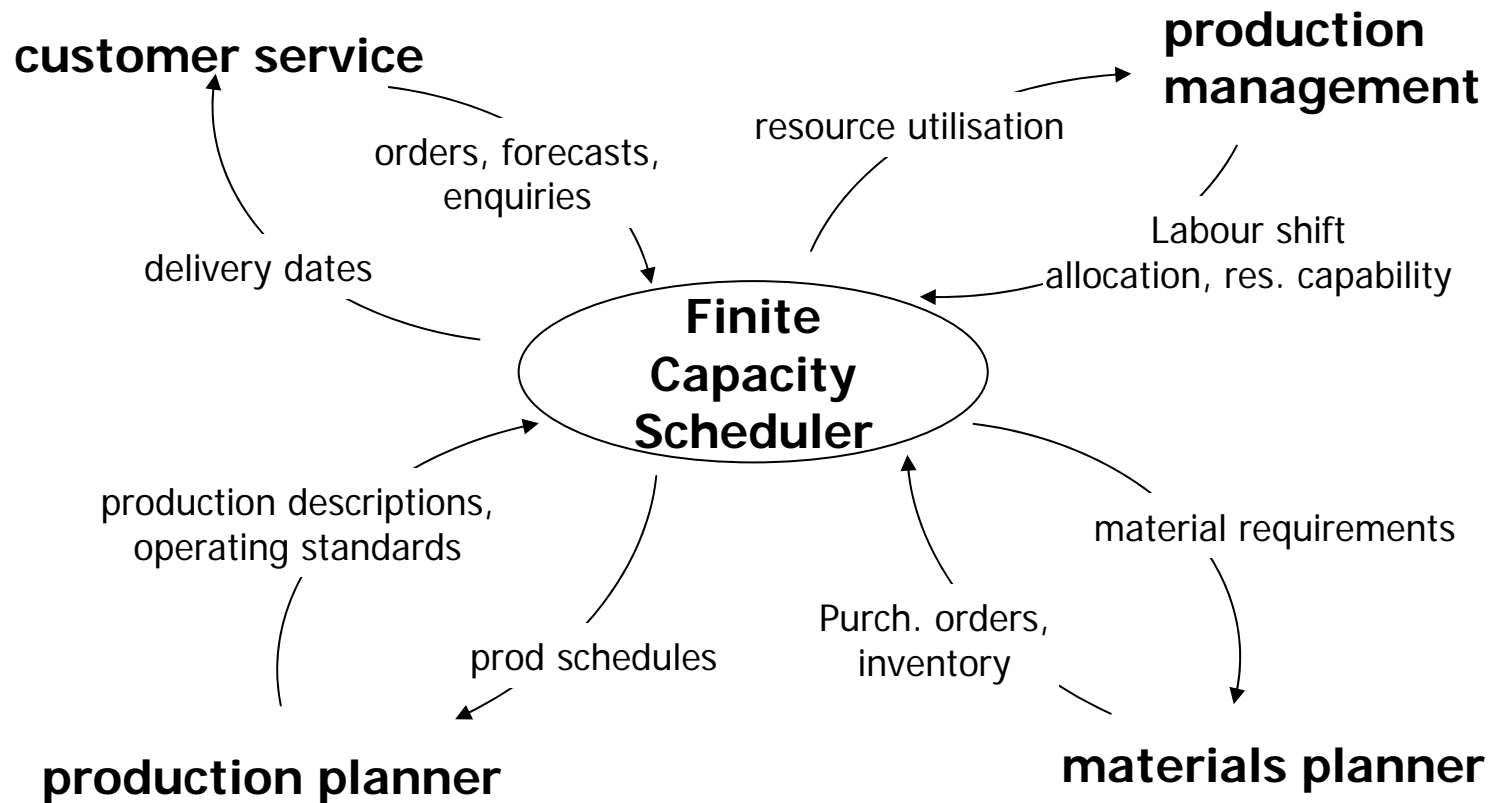 customer service
production
management
orders, forecasts,
enquiries
resource utilisation
delivery dates
Labour shift
allocation, res. capability
Finite
Capacity
Scheduler
production descriptions,
operating standards
prod schedules
Purch. orders,
inventory
material requirements
production planner
materials planner